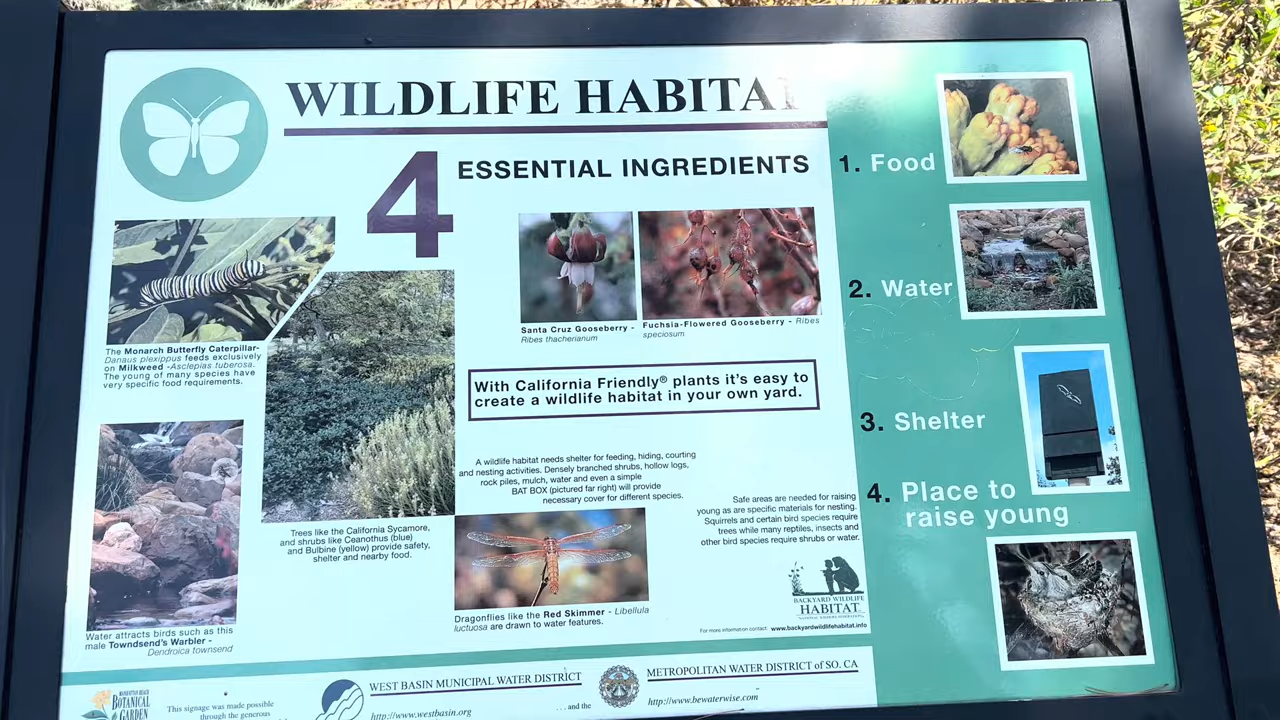 WILDLIFE HABITAT
4 ESSENTIAL INGREDIENTS
1. Food
2. Water
3. Shelter
4. Place to
raise young
The Monarch Butterfly Caterpillar-
Danaus plexippus feeds exclusively
on Milkweed -Asclepias tuberosa.
The young of many species have
very specific food requirements.
Santa Cruz Gooseberry -
Ribes thacherianum
Fuchsia-Flowered Gooseberry - Ribes
speciosum
With California Friendly® plants it's easy to
create a wildlife habitat in your own yard.
A wildlife habitat needs shelter for feeding, hiding, courting
and nesting activities. Densely branched shrubs, hollow logs,
rock piles, mulch, water and even a simple
BAT BOX (pictured far right) will provide
necessary cover for different species.
Safe areas are needed for raising
young as are specific materials for nesting.
Squirrels and certain bird species require
trees while many reptiles, insects and
other bird species require shrubs or water.
Trees like the California Sycamore,
and shrubs like Ceanothus (blue)
and Bulbine (yellow) provide safety,
shelter and nearby food.
Dragonflies like the Red Skimmer - Libellula
luctuosa are drawn to water features.
Water attracts birds such as this
male Towndsend's Warbler -
Dendroica townsend
BACKYARD WILDLIFE
HABITAT
For more information contact: www.backyardwildlifehabitat.info
MANHATTAN BEACH
BOTANICAL
GARDEN
This signage was made possible
through the generous
WEST BASIN MUNICIPAL WATER DISTRICT
http://www.westbasin.org
. . . and the
METROPOLITAN WATER DISTRICT of SO. CA
http://www.bewaterwise.com